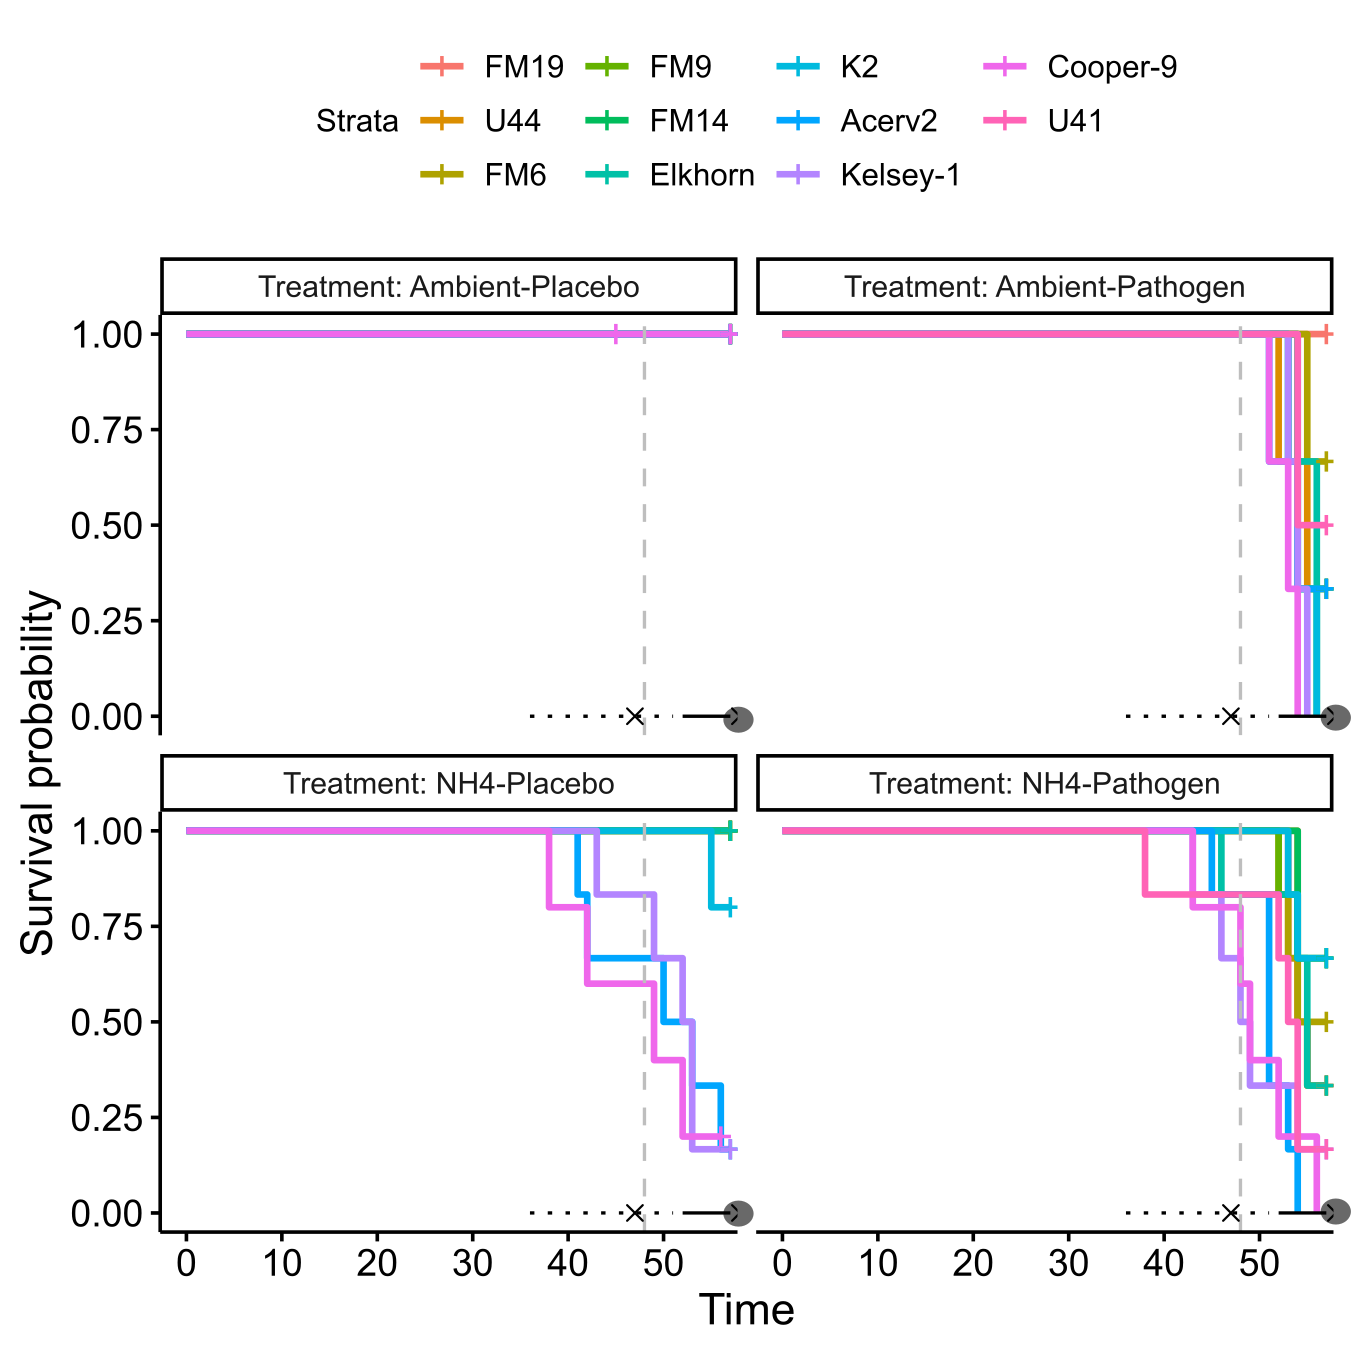 FM19 FM9 K2 Cooper-9
Strata U44 FM14 Acerv2 U41
FM6 Elkhorn Kelsey-1
Treatment: Ambient-Placebo Treatment: Ambient-Pathogen
1.00
0.75
0.50
0.25
0.00
Survival probability
Treatment: NH4-Placebo Treatment: NH4-Pathogen
1.00
0.75
0.50
0.25
0.00
0 10 20 30 40 50 0 10 20 30 40 50
Time